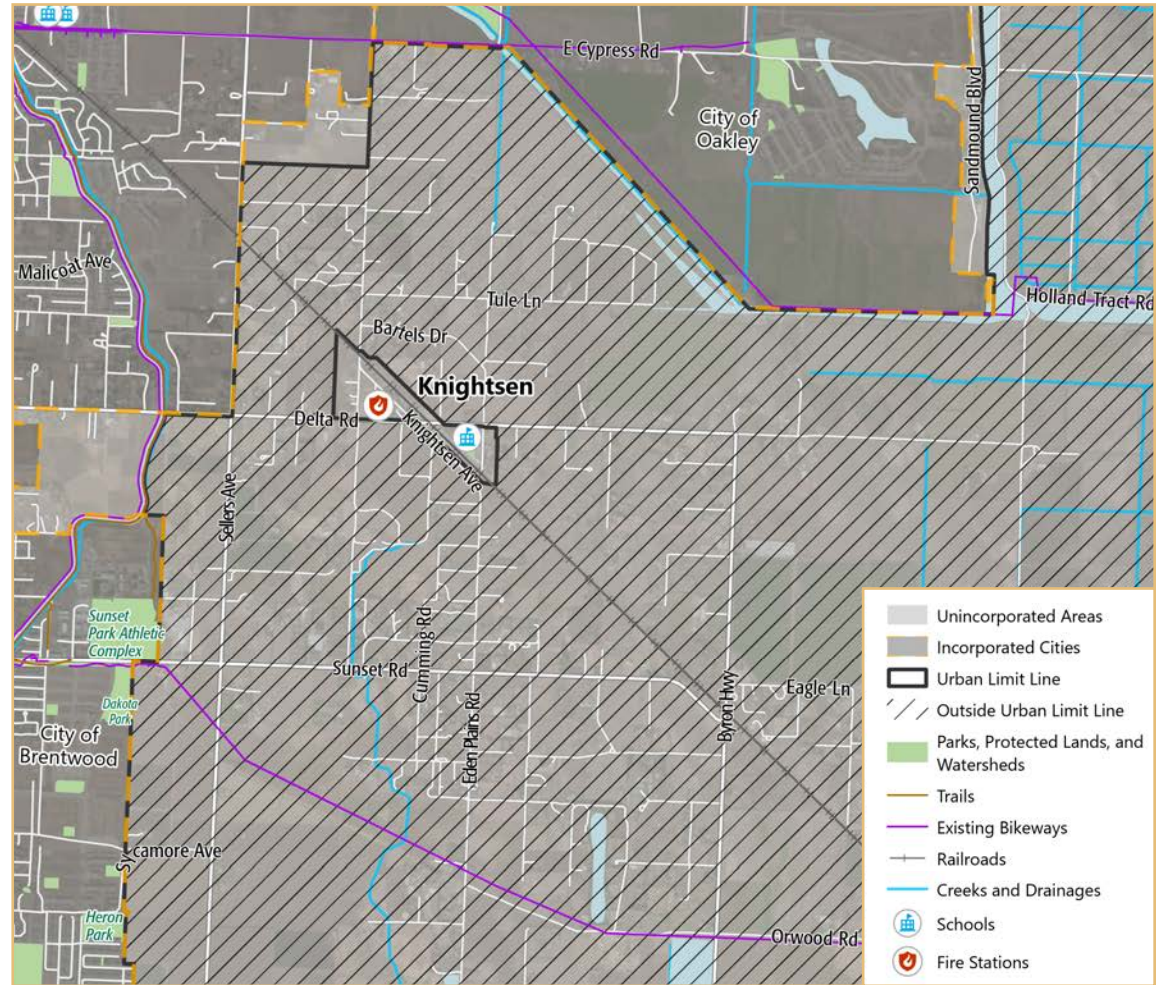 E Cypress Rd
City of
Oakley
Sandmound Blvd
Malicoat Ave
Holland Tract Rd
Tule Ln
Bartels Dr
Knightsen
Delta Rd
Knightsen Ave
Sellers Ave
Sunset
Park Athletic
Complex
Cumming Rd
Sunset Rd
Eden Plains Rd
Byron Hwy
Eagle Ln
Dakota
Park
City of
Brentwood
Sycamore Ave
Heron
Park
Orwood Rd
Unincorporated Areas
Incorporated Cities
Urban Limit Line
Outside Urban Limit Line
Parks, Protected Lands, and
Watersheds
Trails
Existing Bikeways
Railroads
Creeks and Drainages
Schools
Fire Stations